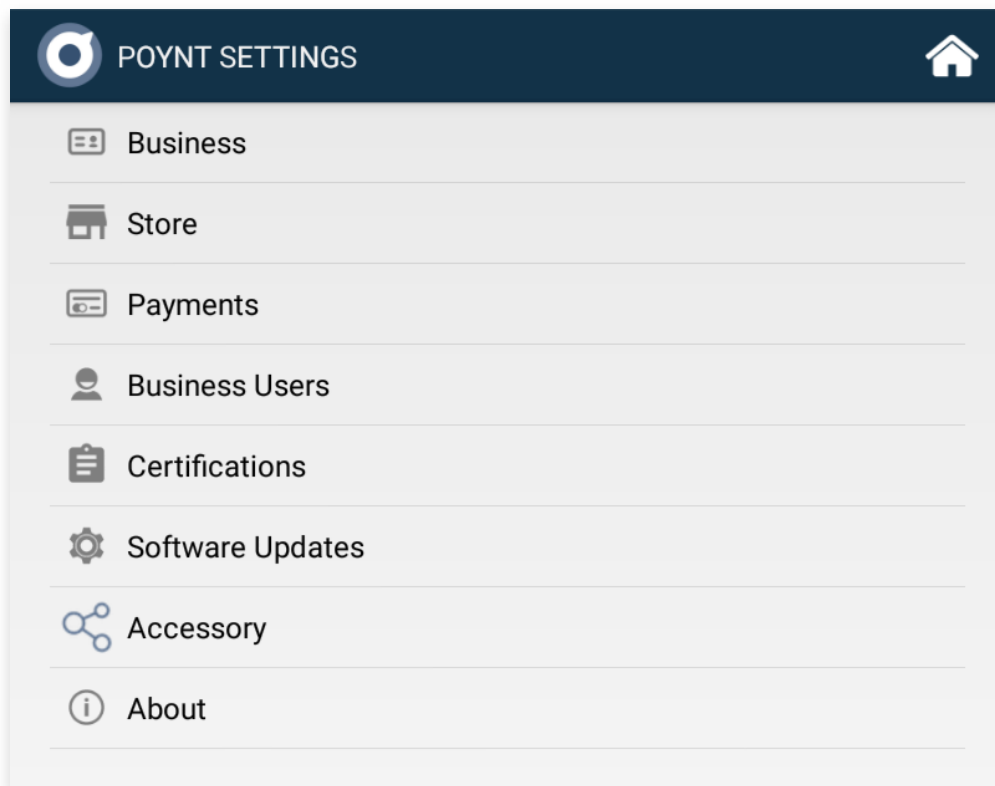 POYNT SETTINGS
Business
Store
Payments
Business Users
Certifications
Software Updates
Accessory
About